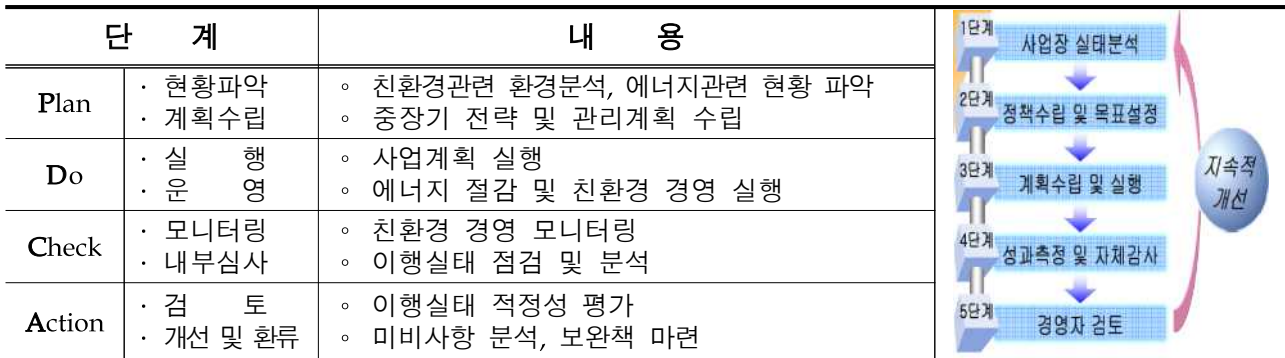 단 계 내 용
Plan
· 현황파악 ◦ 친환경관련 환경분석, 에너지관련 현황 파악
· 계획수립 ◦ 중장기 전략 및 관리계획 수립
Do
· 실 행 ◦ 사업계획 실행
· 운 영 ◦ 에너지 절감 및 친환경 경영 실행
Check
· 모니터링 ◦ 친환경 경영 모니터링
· 내부심사 ◦ 이행실태 점검 및 분석
Action
· 검 토 ◦ 이행실태 적정성 평가
· 개선 및 환류 ◦ 미비사항 분석, 보완책 마련
1단계 사업장 실태분석
2단계 정책수립 및 목표설정
3단계 계획수립 및 실행
4단계 성과측정 및 자체감사
5단계 경영자 검토
지속적
개선